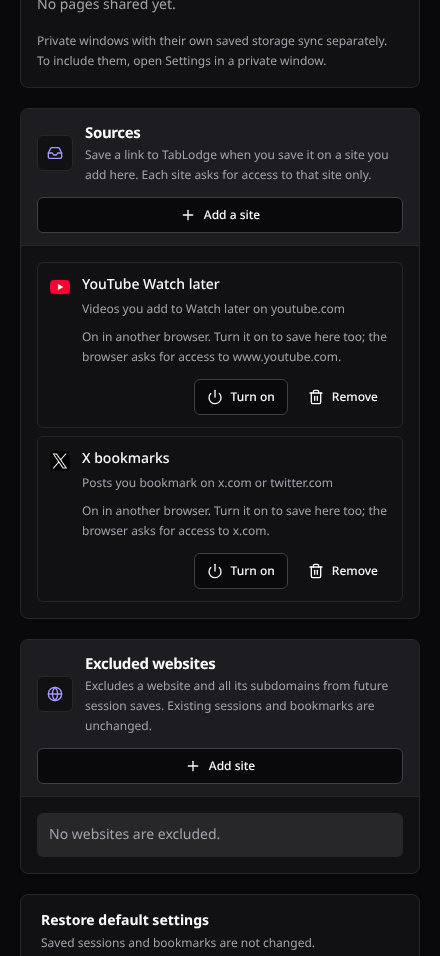 No pages shared yet.
Private windows with their own saved storage sync separately.
To include them, open Settings in a private window.
Sources
Save a link to TabLodge when you save it on a site you
add here. Each site asks for access to that site only.
Add a site
YouTube Watch later
Videos you add to Watch later on youtube.com
On in another browser. Turn it on to save here too; the
browser asks for access to www.youtube.com.
Turn on Remove
X bookmarks
Posts you bookmark on x.com or twitter.com
On in another browser. Turn it on to save here too; the
browser asks for access to x.com.
Turn on Remove
Excluded websites
Excludes a website and all its subdomains from future
session saves. Existing sessions and bookmarks are
unchanged.
Add site
No websites are excluded.
Restore default settings
Saved sessions and bookmarks are not changed.